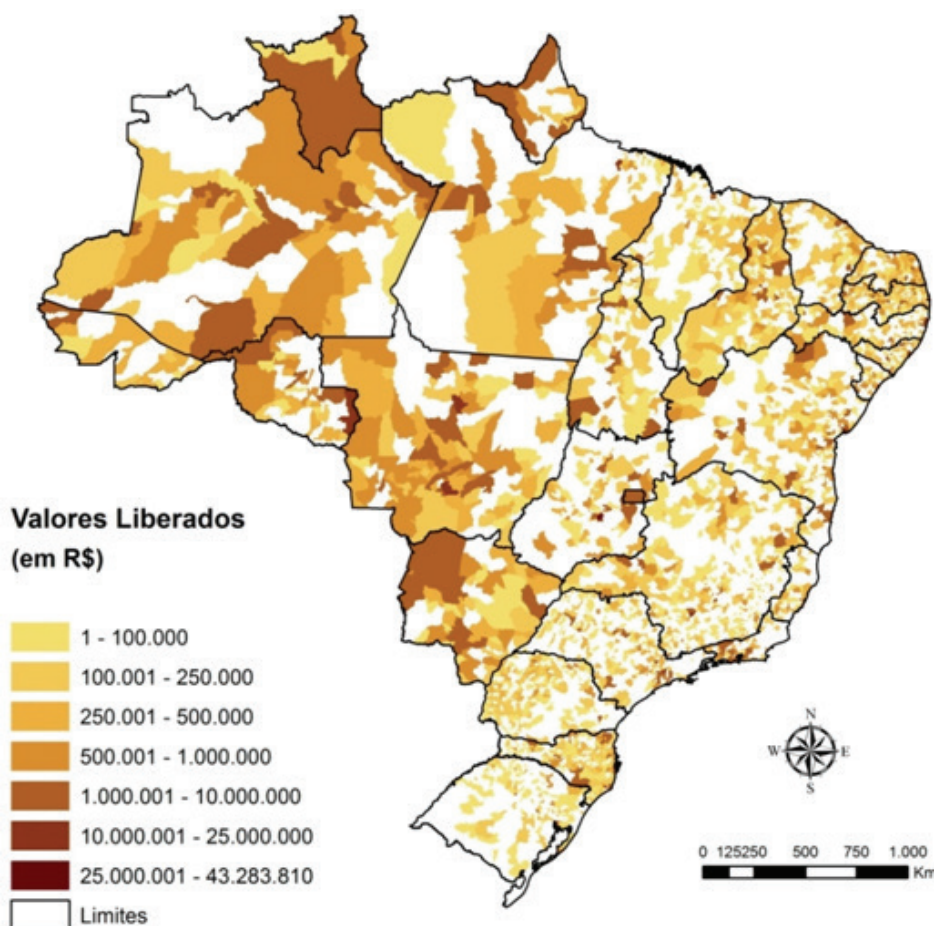 Valores Liberados
(em R$)
1 - 100.000
100.001 - 250.000
250.001 - 500.000
500.001 - 1.000.000
1.000.001 - 10.000.000
10.000.001 - 25.000.000
25.000.001 - 43.283.810
Limites
N
W E
S
0 125250 500 750 1.000
Km